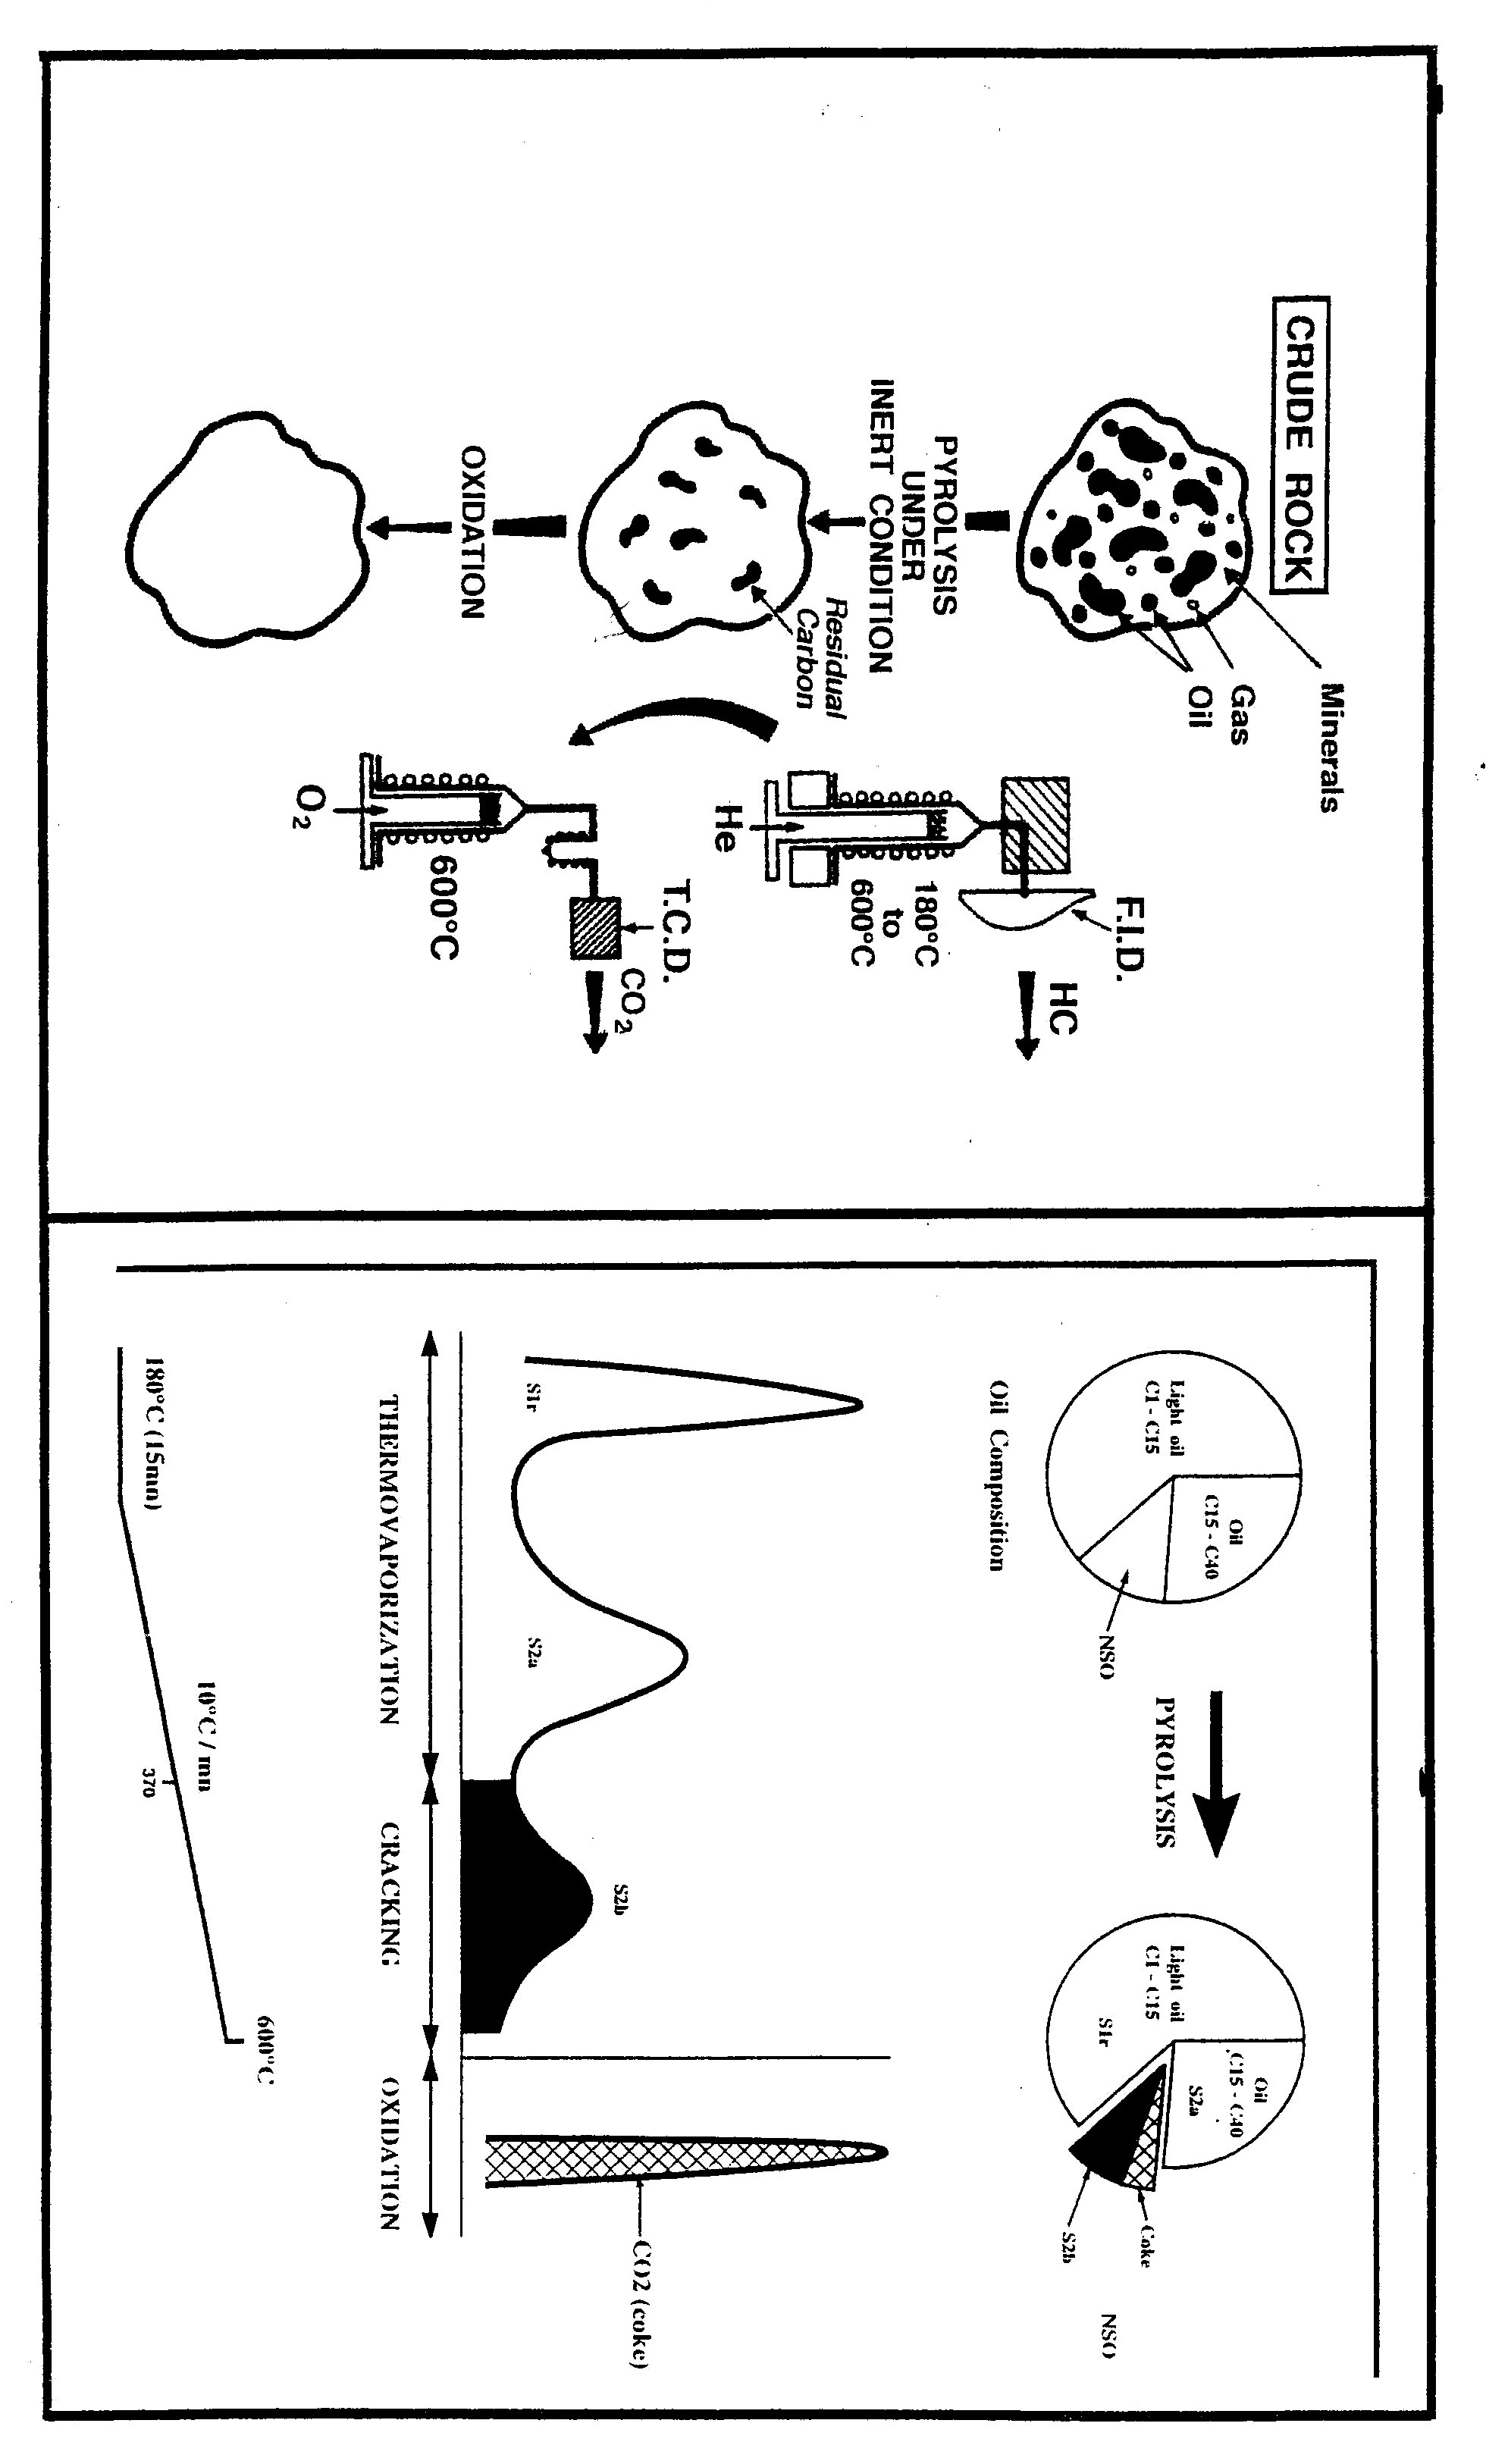 CRUDE ROCK
Minerals
Gas
Oil
F.I.D.
HC
PYROLYSIS
UNDER
INERT CONDITION
180°C
to
600°C
He
Residual
Carbon
T.C.D.
CO2
OXIDATION
600°C
O2
Light oil
C1 - C15
Oil
C15 - C40
NSO
Oil Composition
PYROLYSIS
Light oil
C1 - C15
S1r
Oil
C15 - C40
S2a
Coke
S2b
NSO
S1r
S2a
S2b
CO2 (coke)
THERMOVAPORIZATION
CRACKING
OXIDATION
180°C (15mn)
10°C / mn
370
600°C